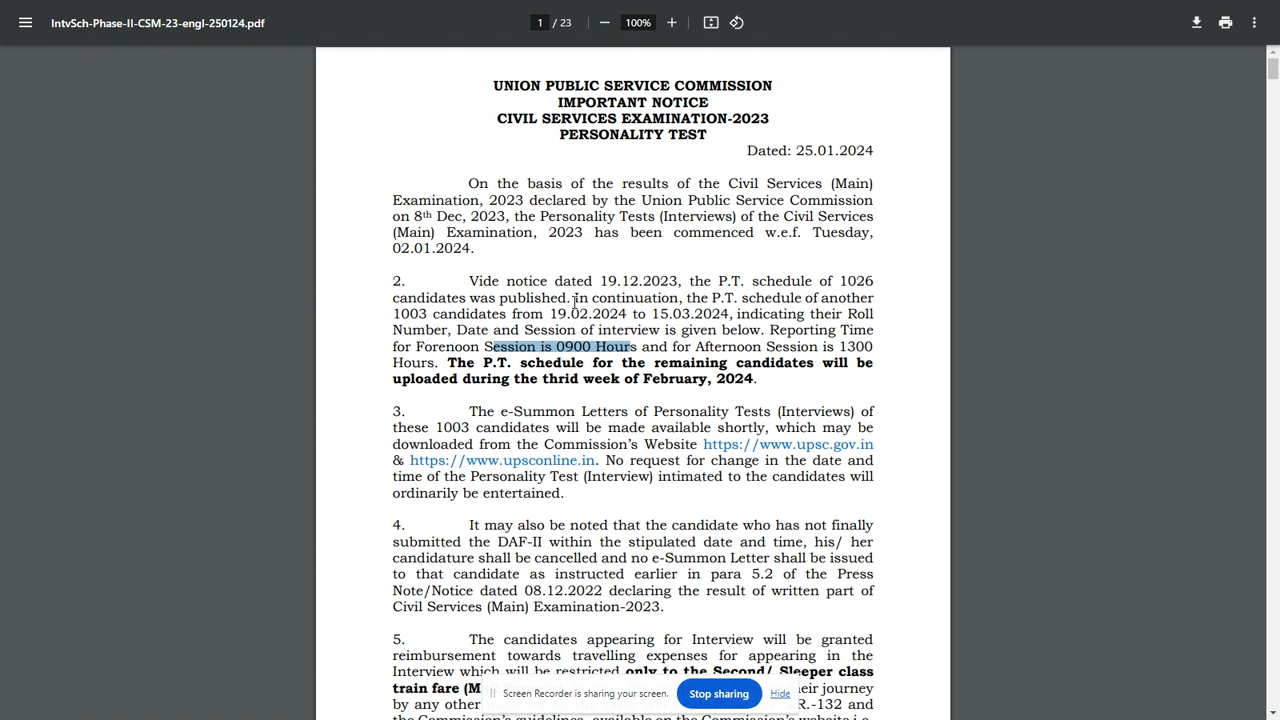 IntvSch-Phase-II-CSM-23-engl-250124.pdf
1 / 23
100%
UNION PUBLIC SERVICE COMMISSION
IMPORTANT NOTICE
CIVIL SERVICES EXAMINATION-2023
PERSONALITY TEST
Dated: 25.01.2024
On the basis of the results of the Civil Services (Main)
Examination, 2023 declared by the Union Public Service Commission
on 8th Dec, 2023, the Personality Tests (Interviews) of the Civil Services
(Main) Examination, 2023 has been commenced w.e.f. Tuesday,
02.01.2024.
2. Vide notice dated 19.12.2023, the P.T. schedule of 1026
candidates was published. In continuation, the P.T. schedule of another
1003 candidates from 19.02.2024 to 15.03.2024, indicating their Roll
Number, Date and Session of interview is given below. Reporting Time
for Forenoon Session is 0900 Hours and for Afternoon Session is 1300
Hours. The P.T. schedule for the remaining candidates will be
uploaded during the thrid week of February, 2024.
3. The e-Summon Letters of Personality Tests (Interviews) of
these 1003 candidates will be made available shortly, which may be
downloaded from the Commission's Website https://www.upsc.gov.in
& https://www.upsconline.in. No request for change in the date and
time of the Personality Test (Interview) intimated to the candidates will
ordinarily be entertained.
4. It may also be noted that the candidate who has not finally
submitted the DAF-II within the stipulated date and time, his/ her
candidature shall be cancelled and no e-Summon Letter shall be issued
to that candidate as instructed earlier in para 5.2 of the Press
Note/Notice dated 08.12.2022 declaring the result of written part of
Civil Services (Main) Examination-2023.
5. The candidates appearing for Interview will be granted
reimbursement towards travelling expenses for appearing in the
Interview which will be restricted only to the Second/ Sleeper class
train fare (M eir journey
by any other R.-132 and
the Commission's guidelines, available on the Commission's website i.e.
Screen Recorder is sharing your screen. Stop sharing Hide